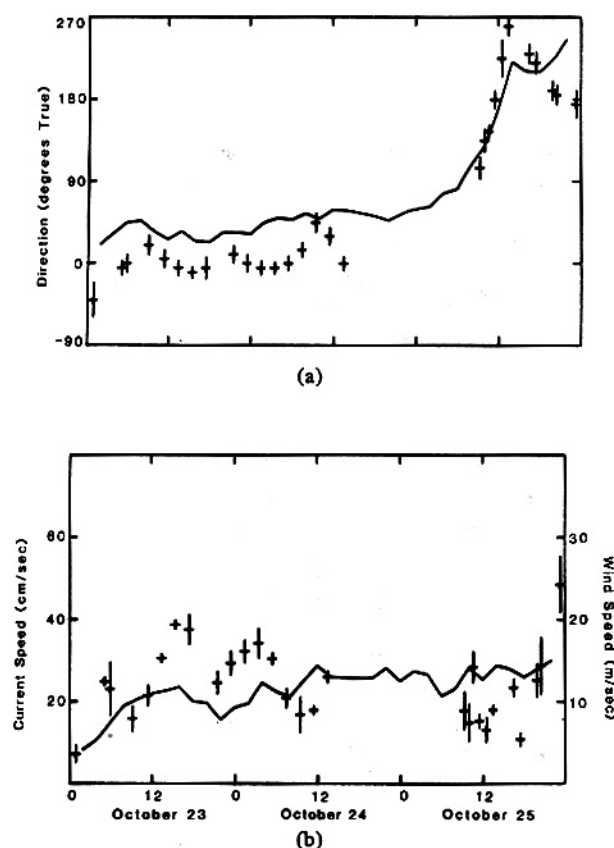 270
180
90
0
-90
Direction (degrees True)
(a)
60
40
20
Current Speed (cm/sec)
30
20
10
Wind Speed (m/sec)
0 12 0 12 0 12
October 23 October 24 October 25
(b)